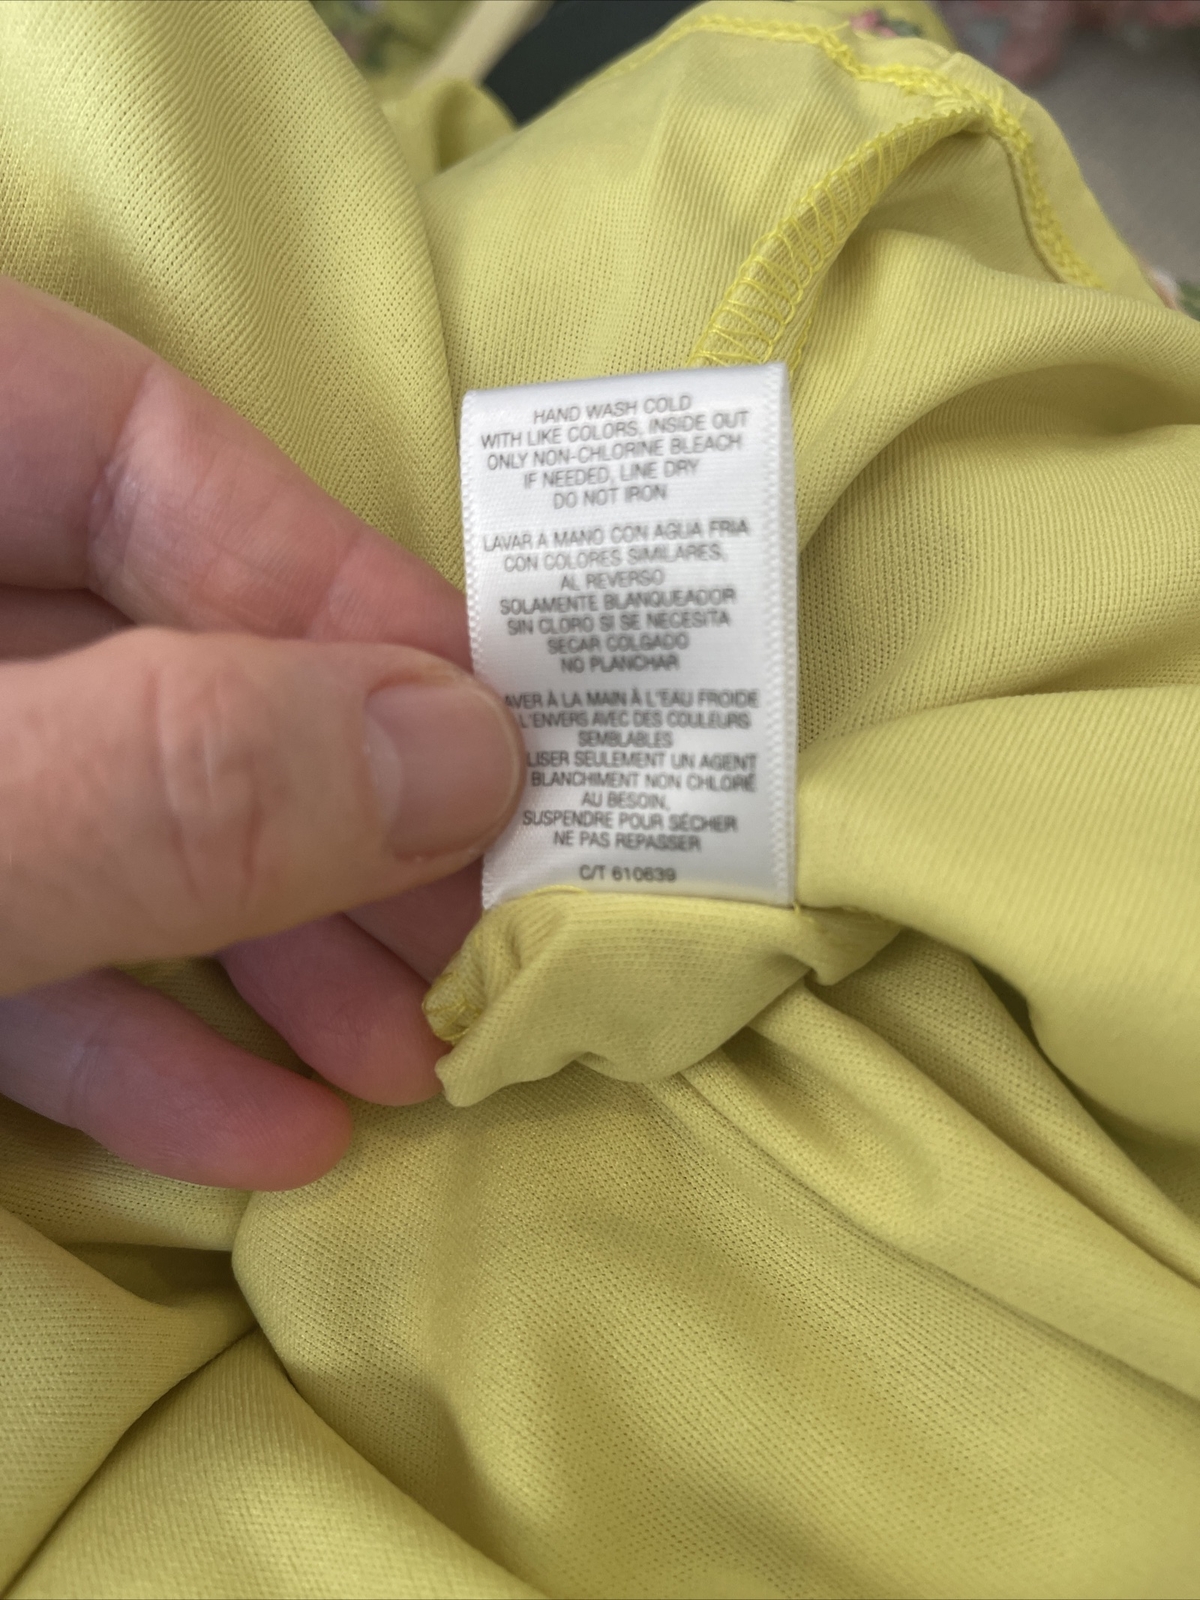 HAND WASH COLD
WITH LIKE COLORS, INSIDE OUT
ONLY NON-CHLORINE BLEACH
IF NEEDED, LINE DRY
DO NOT IRON
LAVAR A MANO CON AGUA FRIA
CON COLORES SIMILARES,
AL REVERSO
SOLAMENTE BLANQUEADOR
SIN CLORO SI SE NECESITA
SECAR COLGADO
NO PLANCHAR
AVER À LA MAIN À L'EAU FROIDE
L'ENVERS AVEC DES COULEURS
SEMBLABLES
LISER SEULEMENT UN AGENT
BLANCHIMENT NON CHLORÉ
AU BESOIN,
SUSPENDRE POUR SÉCHER
NE PAS REPASSER
C/T 610639